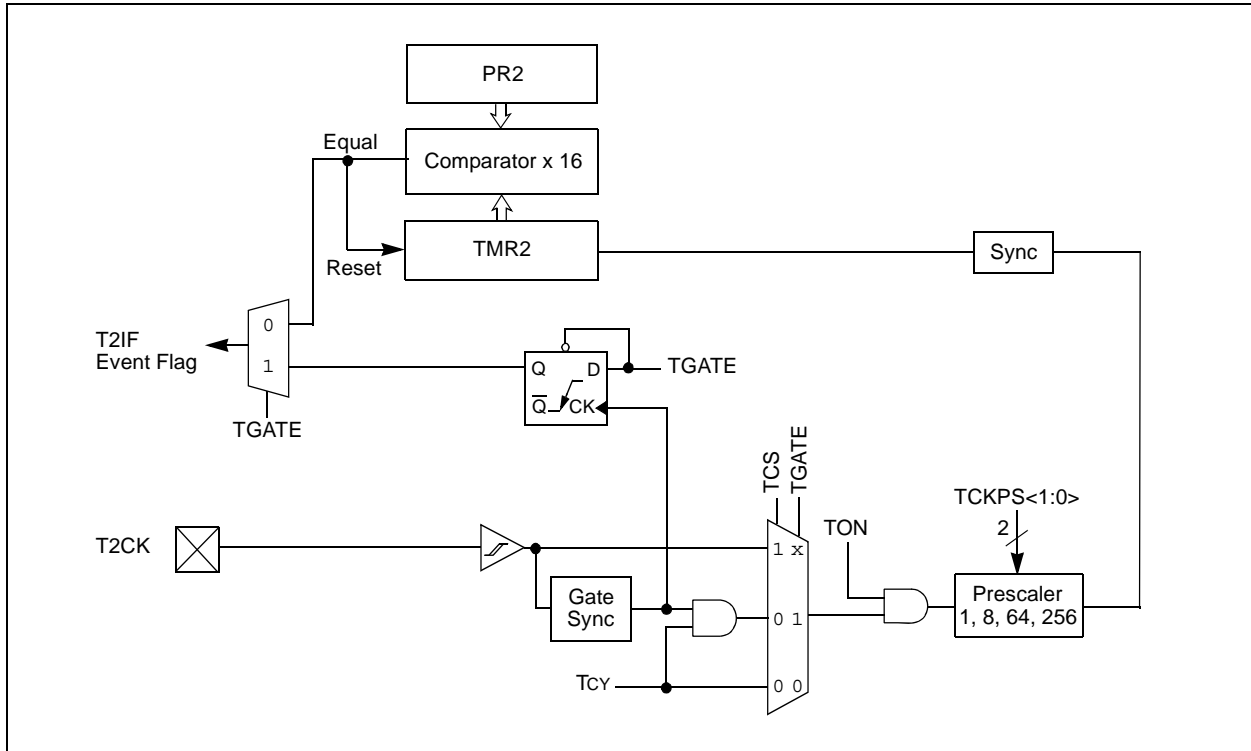 PR2
Equal
Comparator x 16
TMR2
Sync
Reset
T2IF
Event Flag
0
1
TGATE
Q
D
TGATE
Q
CK
TCS
TGATE
TCKPS<1:0>
2
TON
T2CK
1 x
Gate
Sync
0 1
Prescaler
1, 8, 64, 256
TCY
0 0